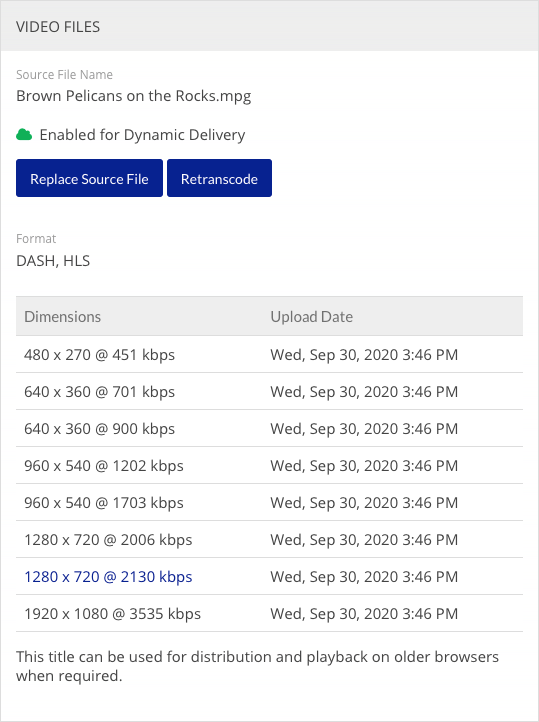 VIDEO FILES
Source File Name
Brown Pelicans on the Rocks.mpg
Enabled for Dynamic Delivery
Replace Source File Retranscode
Format
DASH, HLS
Dimensions Upload Date
480 x 270 @ 451 kbps Wed, Sep 30, 2020 3:46 PM
640 x 360 @ 701 kbps Wed, Sep 30, 2020 3:46 PM
640 x 360 @ 900 kbps Wed, Sep 30, 2020 3:46 PM
960 x 540 @ 1202 kbps Wed, Sep 30, 2020 3:46 PM
960 x 540 @ 1703 kbps Wed, Sep 30, 2020 3:46 PM
1280 x 720 @ 2006 kbps Wed, Sep 30, 2020 3:46 PM
1280 x 720 @ 2130 kbps Wed, Sep 30, 2020 3:46 PM
1920 x 1080 @ 3535 kbps Wed, Sep 30, 2020 3:46 PM
This title can be used for distribution and playback on older browsers
when required.